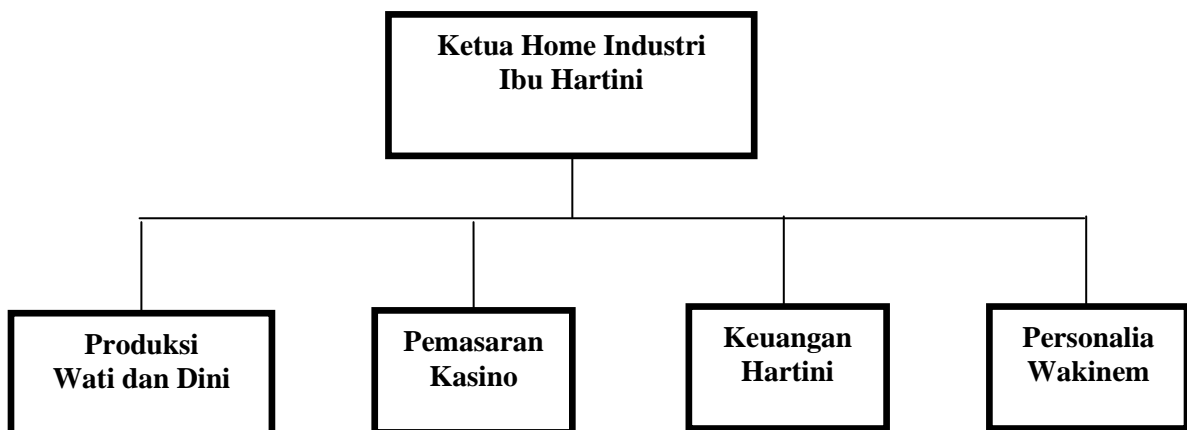 Ketua Home Industri
Ibu Hartini
Produksi
Wati dan Dini
Pemasaran
Kasino
Keuangan
Hartini
Personalia
Wakinem